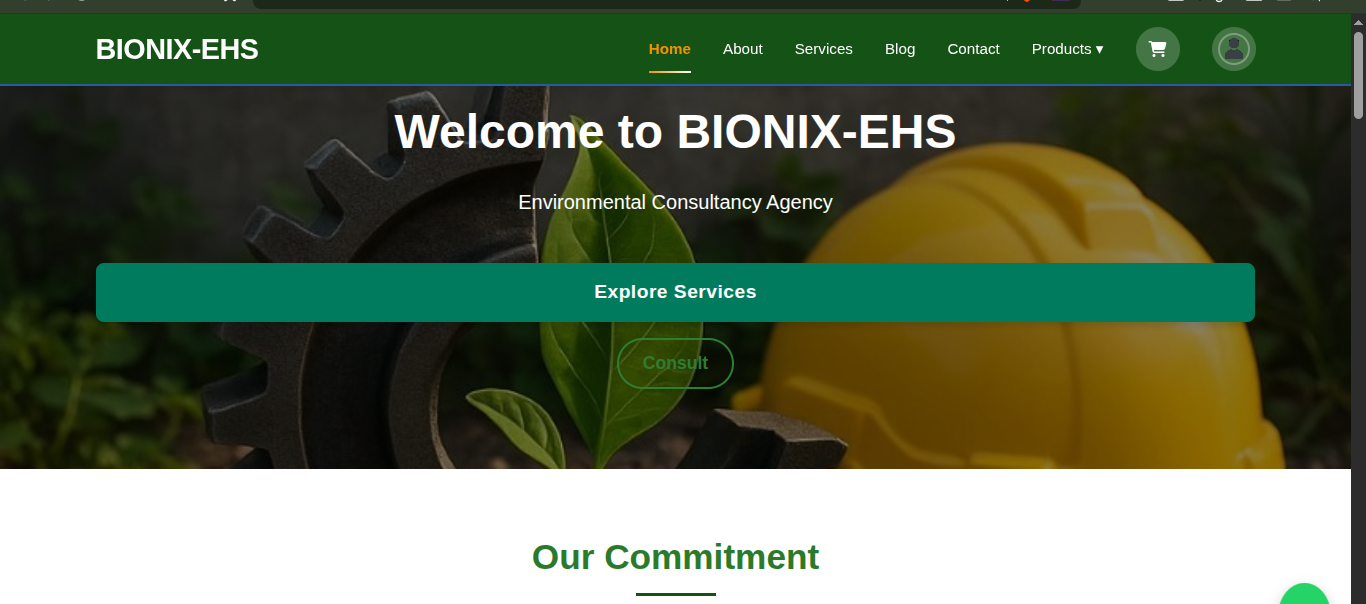 BIONIX-EHS
Home About Services Blog Contact Products ▾
Welcome to BIONIX-EHS
Environmental Consultancy Agency
Explore Services
Consult
Our Commitment